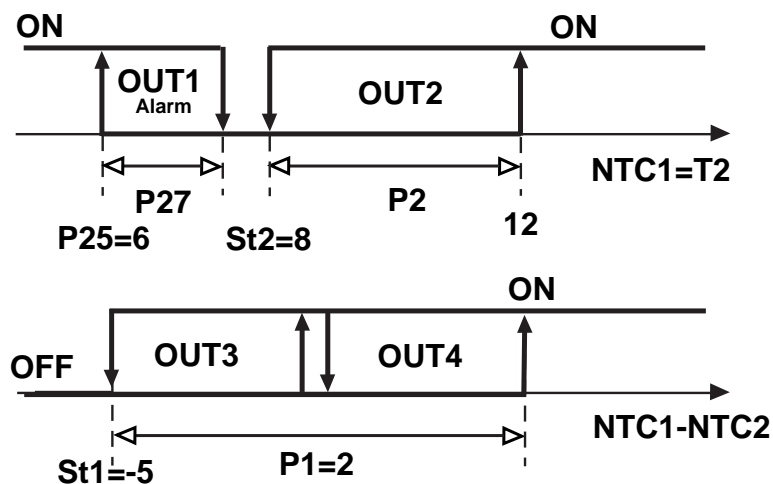 ON
ON
OUT1
Alarm
OUT2
NTC1=T2
P27
P2
P25=6
St2=8
12
ON
OUT3
OUT4
OFF
NTC1-NTC2
St1=-5
P1=2